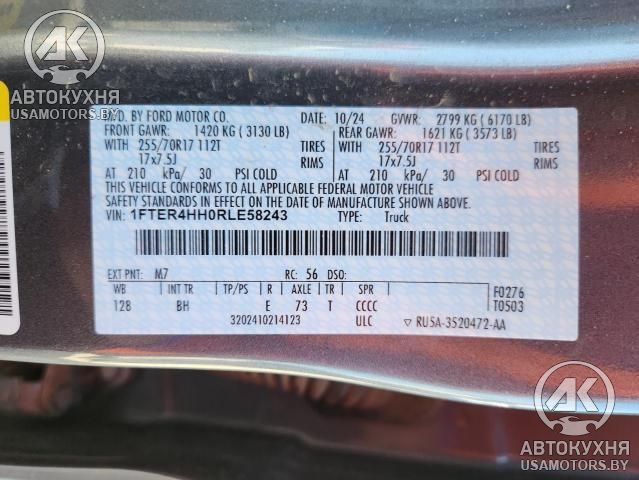 АВТОКУХНЯ
USAMOTORS.BY
MFD. BY FORD MOTOR CO. DATE: 10/24 GVWR: 2799 KG ( 6170 LB)
FRONT GAWR: 1420 KG ( 3130 LB) REAR GAWR: 1621 KG ( 3573 LB)
WITH 255/70R17 112T TIRES WITH 255/70R17 112T TIRES
17x7.5J RIMS 17x7.5J RIMS
AT 210 kPa/ 30 PSI COLD AT 210 kPa/ 30 PSI COLD
THIS VEHICLE CONFORMS TO ALL APPLICABLE FEDERAL MOTOR VEHICLE
SAFETY STANDARDS IN EFFECT ON THE DATE OF MANUFACTURE SHOWN ABOVE.
VIN: 1FTER4HH0RLE58243 TYPE: Truck
EXT PNT: M7 RC: 56 DSO: F0276
WB INT TR TP/PS R AXLE TR SPR T0503
128 BH E 73 T CCCC
3202410214123 ULC ▽ RU5A-3520472-AA
АК
АВТОКУХНЯ
USAMOTORS.BY